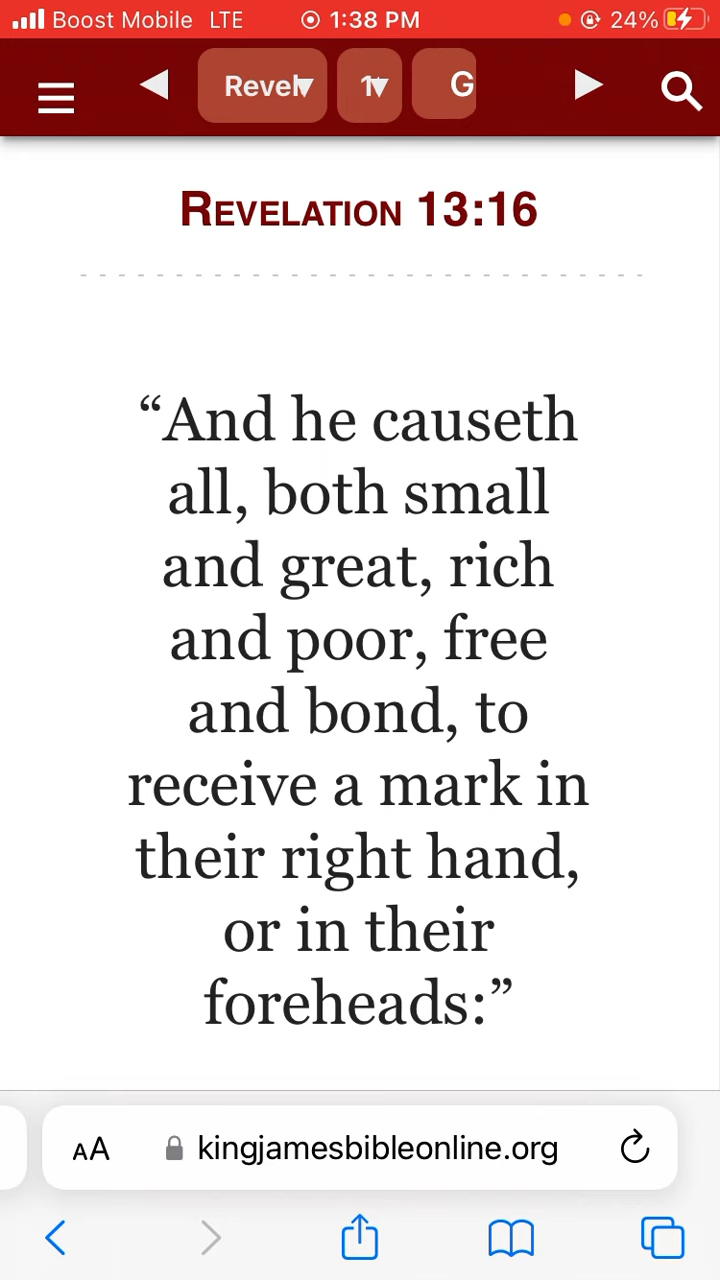 Boost Mobile LTE 1:38 PM 24%
Revel 1 G
REVELATION 13:16
“And he causeth
all, both small
and great, rich
and poor, free
and bond, to
receive a mark in
their right hand,
or in their
foreheads:”
AA kingjamesbibleonline.org